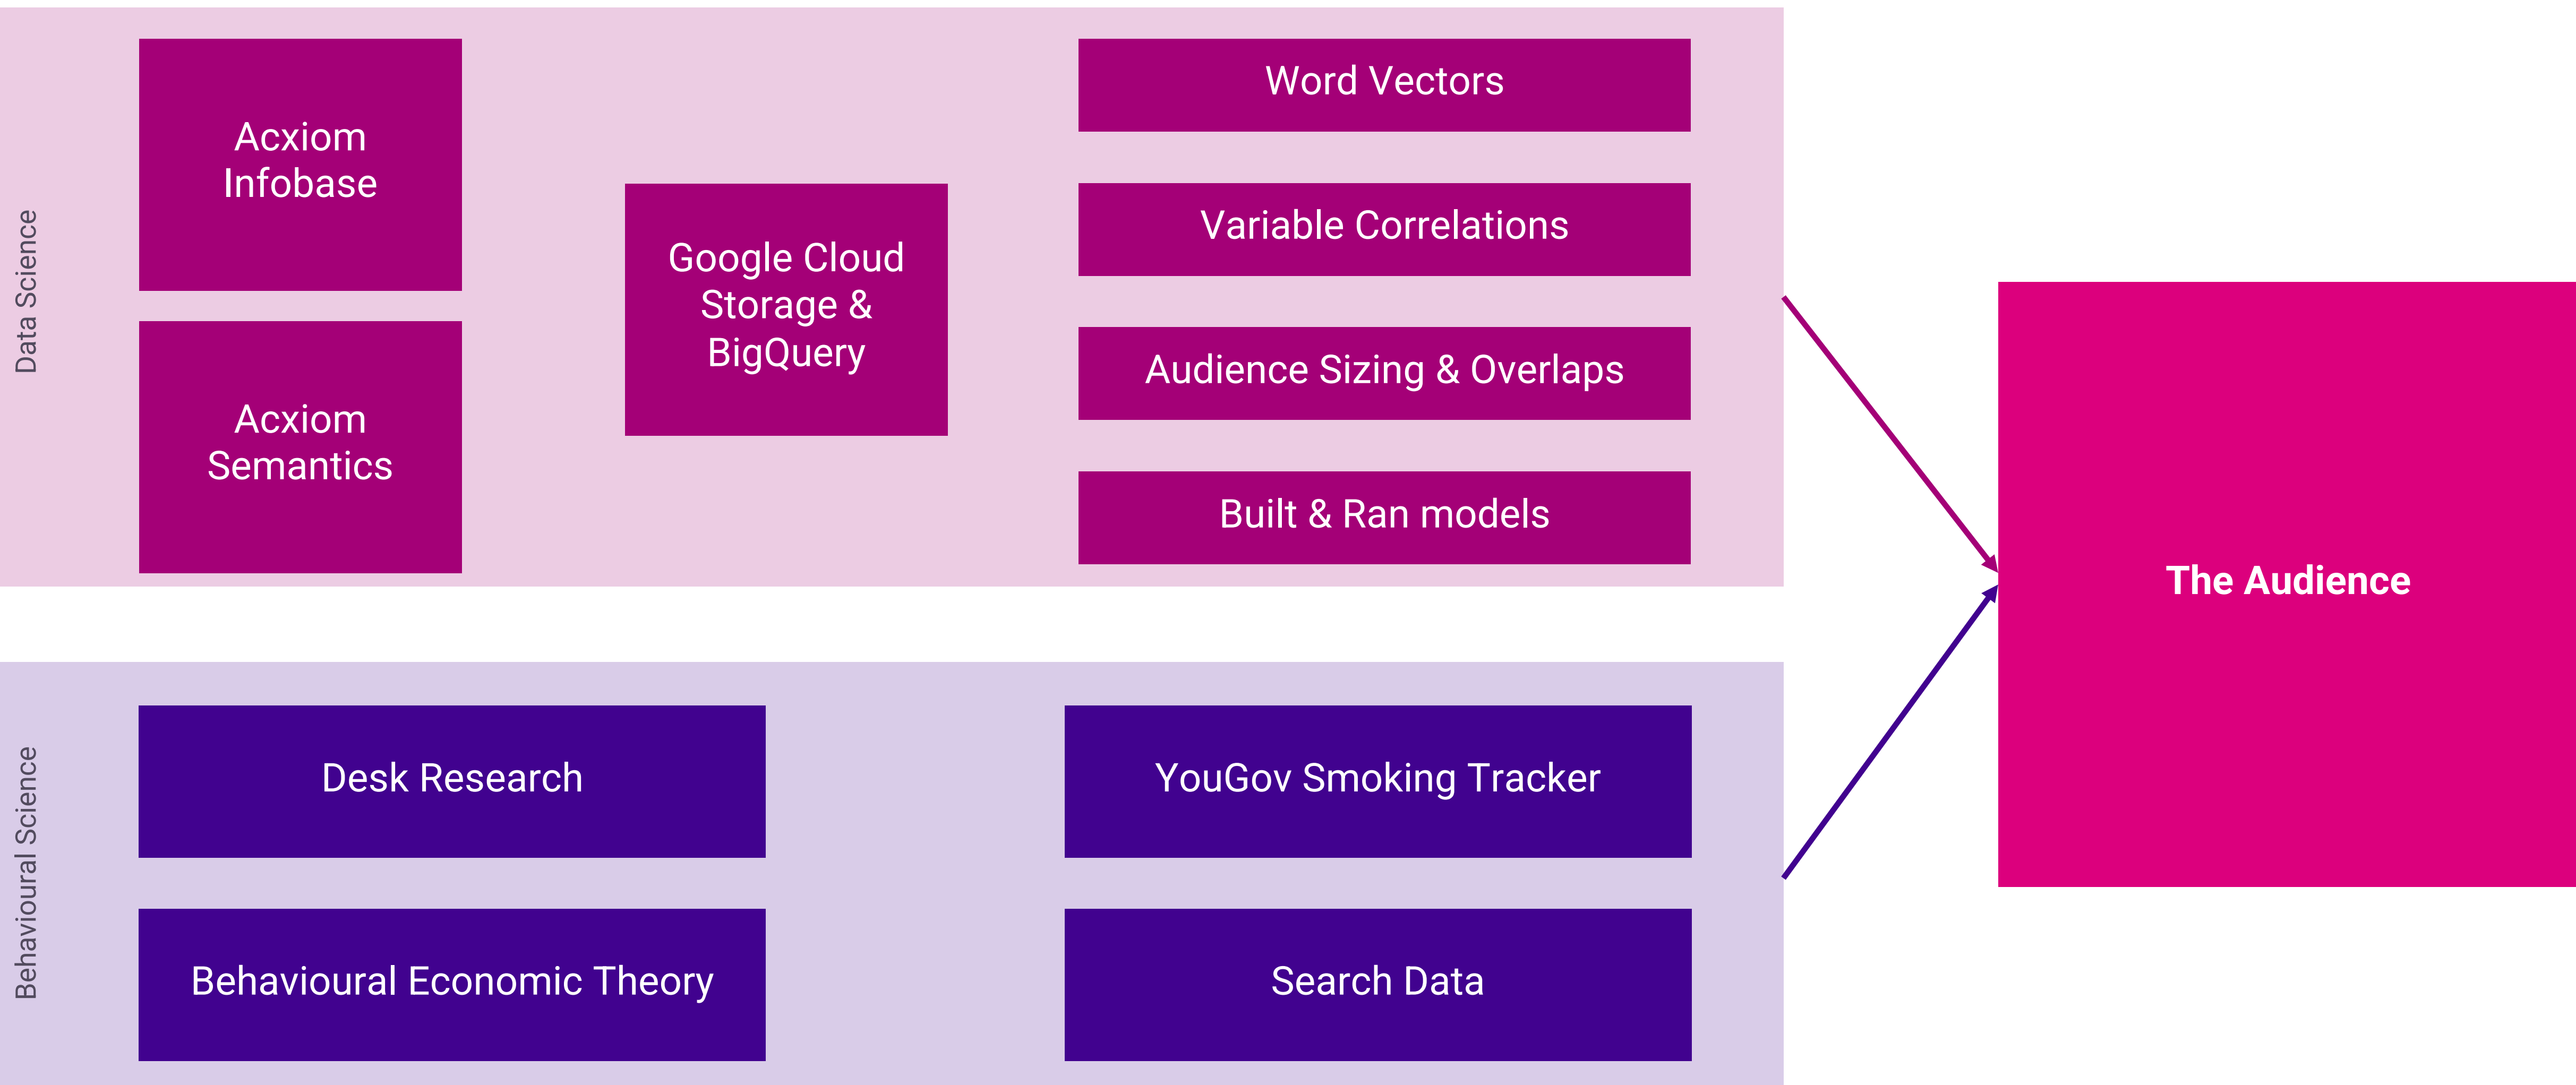 Data Science
Acxiom
Infobase
Acxiom
Semantics
Google Cloud
Storage &
BigQuery
Word Vectors
Variable Correlations
Audience Sizing & Overlaps
Built & Ran models
Behavioural Science
Desk Research
YouGov Smoking Tracker
Behavioural Economic Theory
Search Data
The Audience